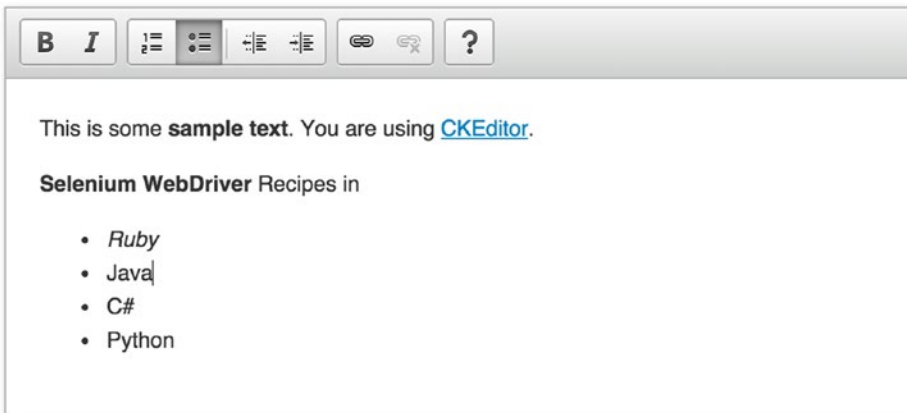 B I ?
This is some sample text. You are using CKEditor.
Selenium WebDriver Recipes in
• Ruby
• Java
• C#
• Python